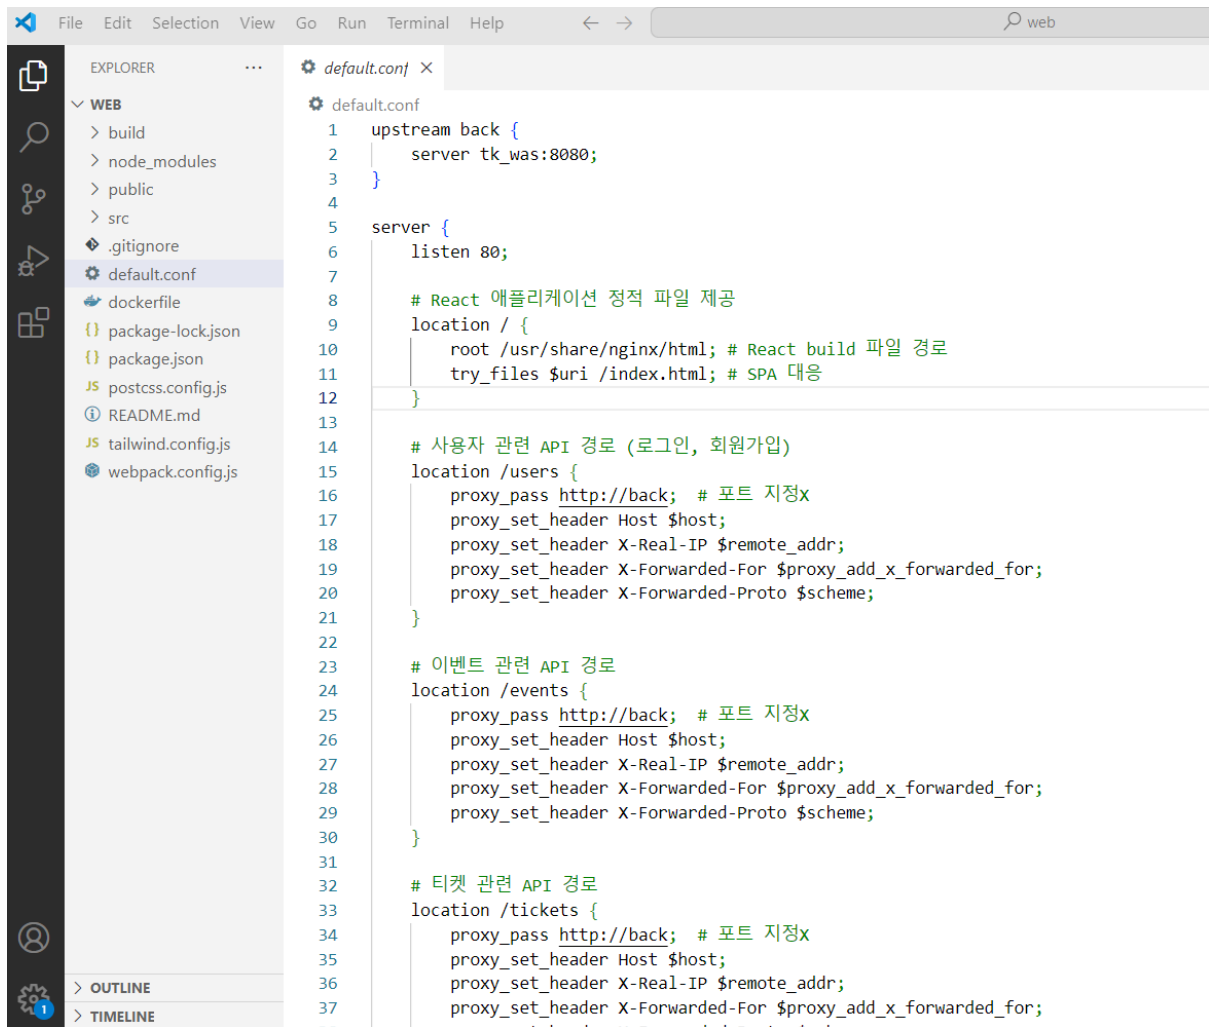 File Edit Selection View Go Run Terminal Help ← → web
EXPLORER ···
default.conf
WEB
build
node_modules
public
src
.gitignore
default.conf
dockerfile
package-lock.json
package.json
postcss.config.js
README.md
tailwind.config.js
webpack.config.js
OUTLINE
TIMELINE
1
default.conf
1 upstream back {
2 server tk_was:8080;
3 }
4
5 server {
6 listen 80;
7
8 # React 애플리케이션 정적 파일 제공
9 location / {
10 root /usr/share/nginx/html; # React build 파일 경로
11 try_files $uri /index.html; # SPA 대응
12 }
13
14 # 사용자 관련 API 경로 (로그인, 회원가입)
15 location /users {
16 proxy_pass http://back; # 포트 지정X
17 proxy_set_header Host $host;
18 proxy_set_header X-Real-IP $remote_addr;
19 proxy_set_header X-Forwarded-For $proxy_add_x_forwarded_for;
20 proxy_set_header X-Forwarded-Proto $scheme;
21 }
22
23 # 이벤트 관련 API 경로
24 location /events {
25 proxy_pass http://back; # 포트 지정X
26 proxy_set_header Host $host;
27 proxy_set_header X-Real-IP $remote_addr;
28 proxy_set_header X-Forwarded-For $proxy_add_x_forwarded_for;
29 proxy_set_header X-Forwarded-Proto $scheme;
30 }
31
32 # 티켓 관련 API 경로
33 location /tickets {
34 proxy_pass http://back; # 포트 지정X
35 proxy_set_header Host $host;
36 proxy_set_header X-Real-IP $remote_addr;
37 proxy_set_header X-Forwarded-For $proxy_add_x_forwarded_for;